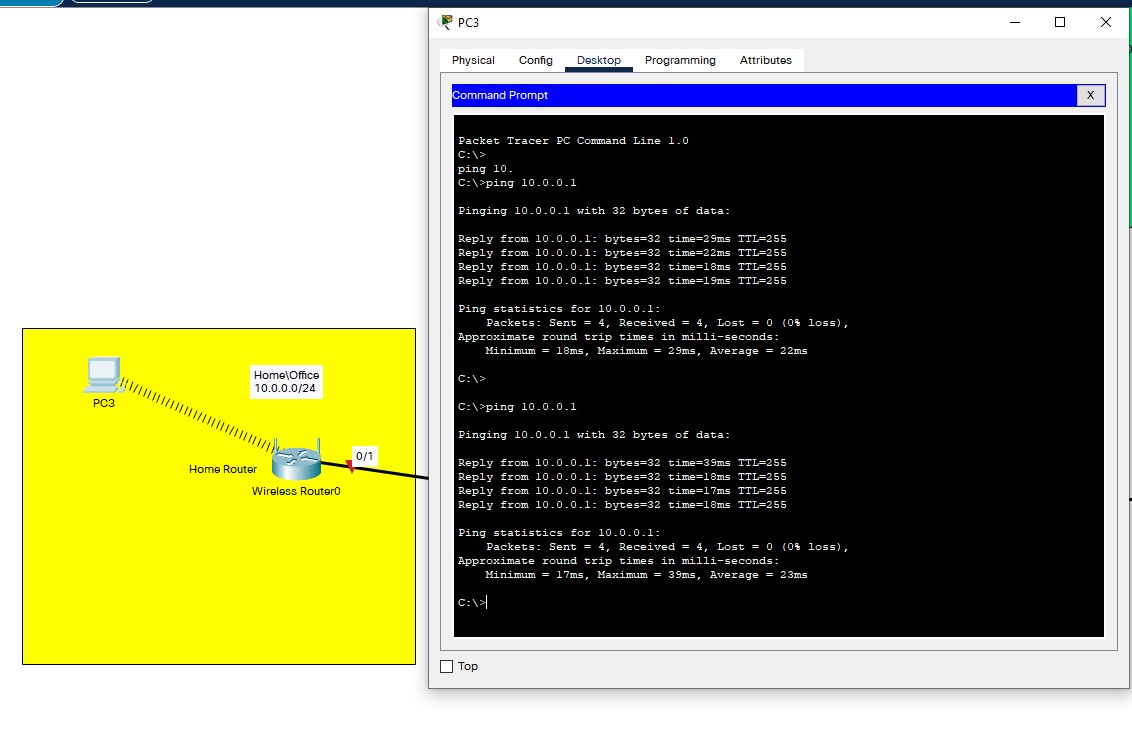 PC3
Physical
Config
Desktop
Programming
Attributes
Command Prompt
X
Packet Tracer PC Command Line 1.0
C:\>
ping 10.
C:\>ping 10.0.0.1
Pinging 10.0.0.1 with 32 bytes of data:
Reply from 10.0.0.1: bytes=32 time=29ms TTL=255
Reply from 10.0.0.1: bytes=32 time=22ms TTL=255
Reply from 10.0.0.1: bytes=32 time=18ms TTL=255
Reply from 10.0.0.1: bytes=32 time=19ms TTL=255
Ping statistics for 10.0.0.1:
Packets: Sent = 4, Received = 4, Lost = 0 (0% loss),
Approximate round trip times in milli-seconds:
Minimum = 18ms, Maximum = 29ms, Average = 22ms
C:\>
C:\>ping 10.0.0.1
Pinging 10.0.0.1 with 32 bytes of data:
Reply from 10.0.0.1: bytes=32 time=39ms TTL=255
Reply from 10.0.0.1: bytes=32 time=18ms TTL=255
Reply from 10.0.0.1: bytes=32 time=17ms TTL=255
Reply from 10.0.0.1: bytes=32 time=18ms TTL=255
Ping statistics for 10.0.0.1:
Packets: Sent = 4, Received = 4, Lost = 0 (0% loss),
Approximate round trip times in milli-seconds:
Minimum = 17ms, Maximum = 39ms, Average = 23ms
C:\>
Top
PC3
Home\Office
10.0.0.0/24
0/1
Home Router
Wireless Router0